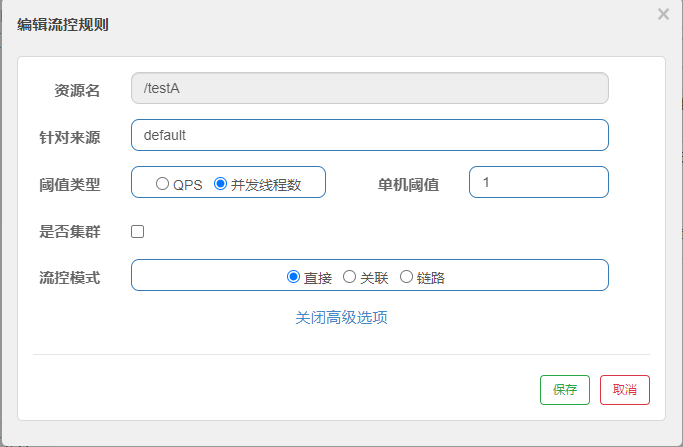 编辑流控规则
×
资源名 /testA
针对来源 default
阈值类型 QPS 并发线程数 单机阈值 1
是否集群
流控模式 直接 关联 链路
关闭高级选项
保存 取消